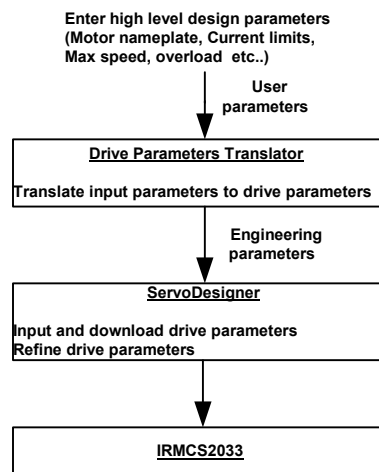 Enter high level design parameters
(Motor nameplate, Current limits,
Max speed, overload etc..)
User
parameters
Drive Parameters Translator
Translate input parameters to drive parameters
Engineering
parameters
ServoDesigner
Input and download drive parameters
Refine drive parameters
IRMCS2033